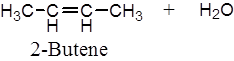 H₃C–C=C–CH₃ + H₂O
H H
2-Butene